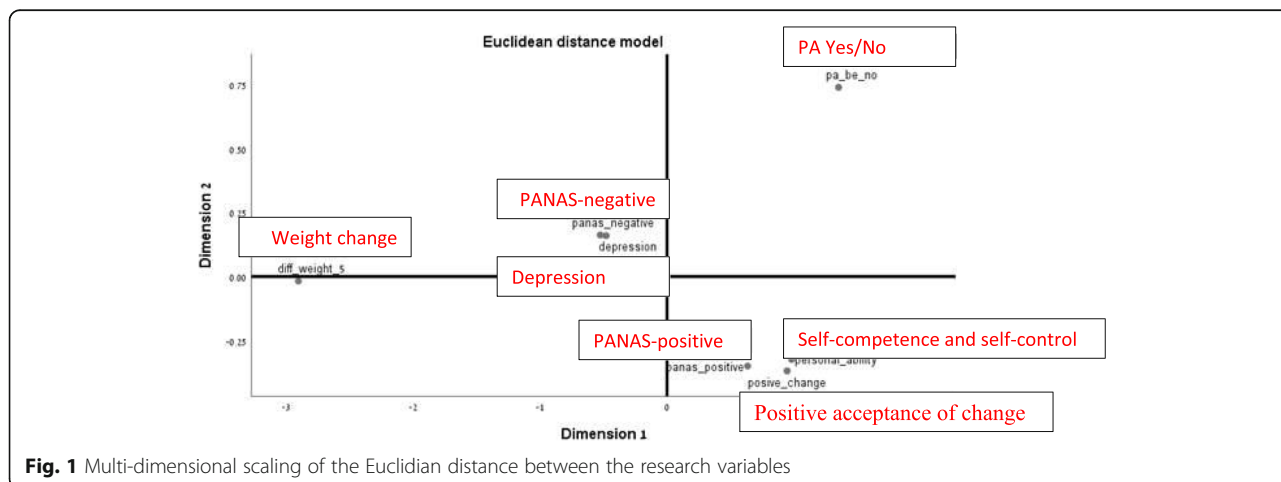 Euclidean distance model
PA Yes/No
pa_be_no
0.75
0.50
PANAS-negative
0.25
panas_negative
Weight change
depression
Dimension 2
diff_weight_5
0.00
Depression
PANAS-positive
Self-competence and self-control
-0.25
panas_positive
personal_ability
posive_change
Positive acceptance of change
-3
-2
-1
0
Dimension 1
Fig. 1 Multi-dimensional scaling of the Euclidian distance between the research variables